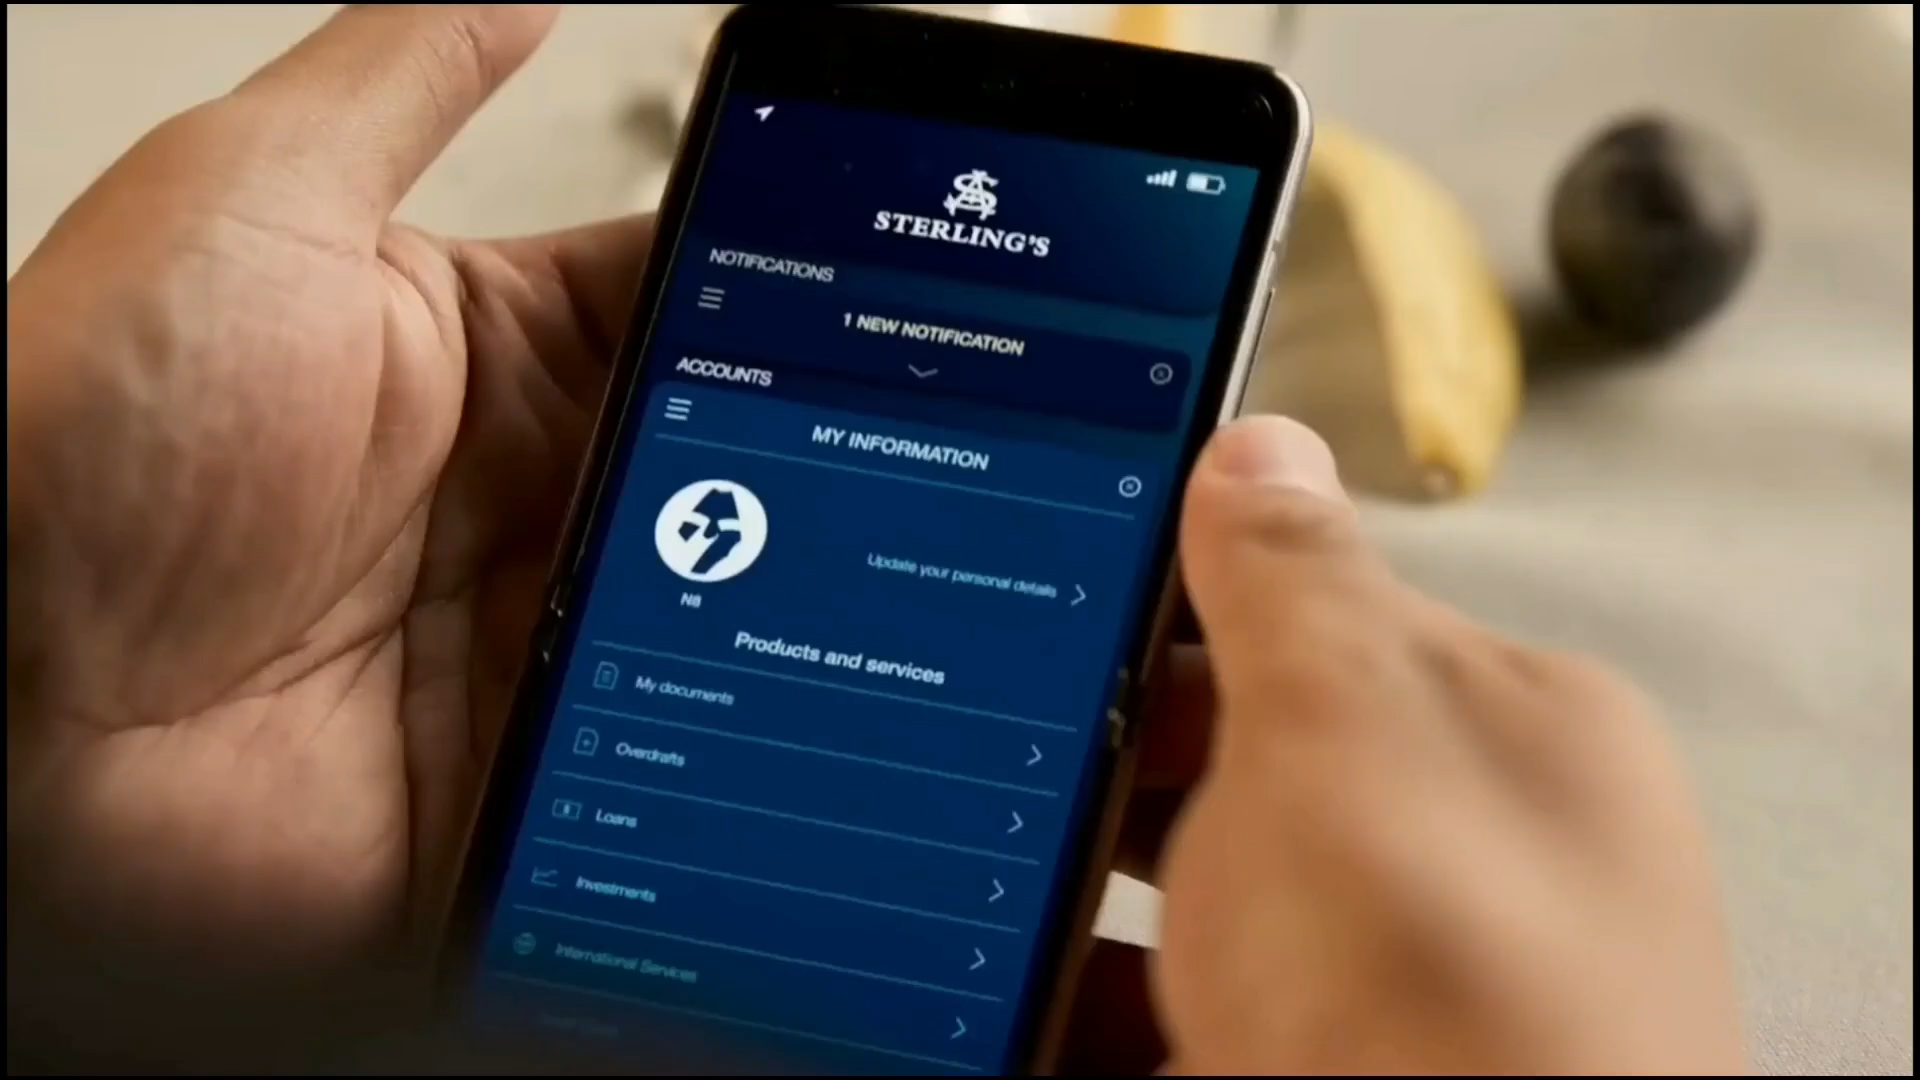 STERLING'S
NOTIFICATIONS
1 NEW NOTIFICATION
ACCOUNTS
MY INFORMATION
Update your personal details
N8
Products and services
My documents
Overdrafts
Loans
Investments
International Services